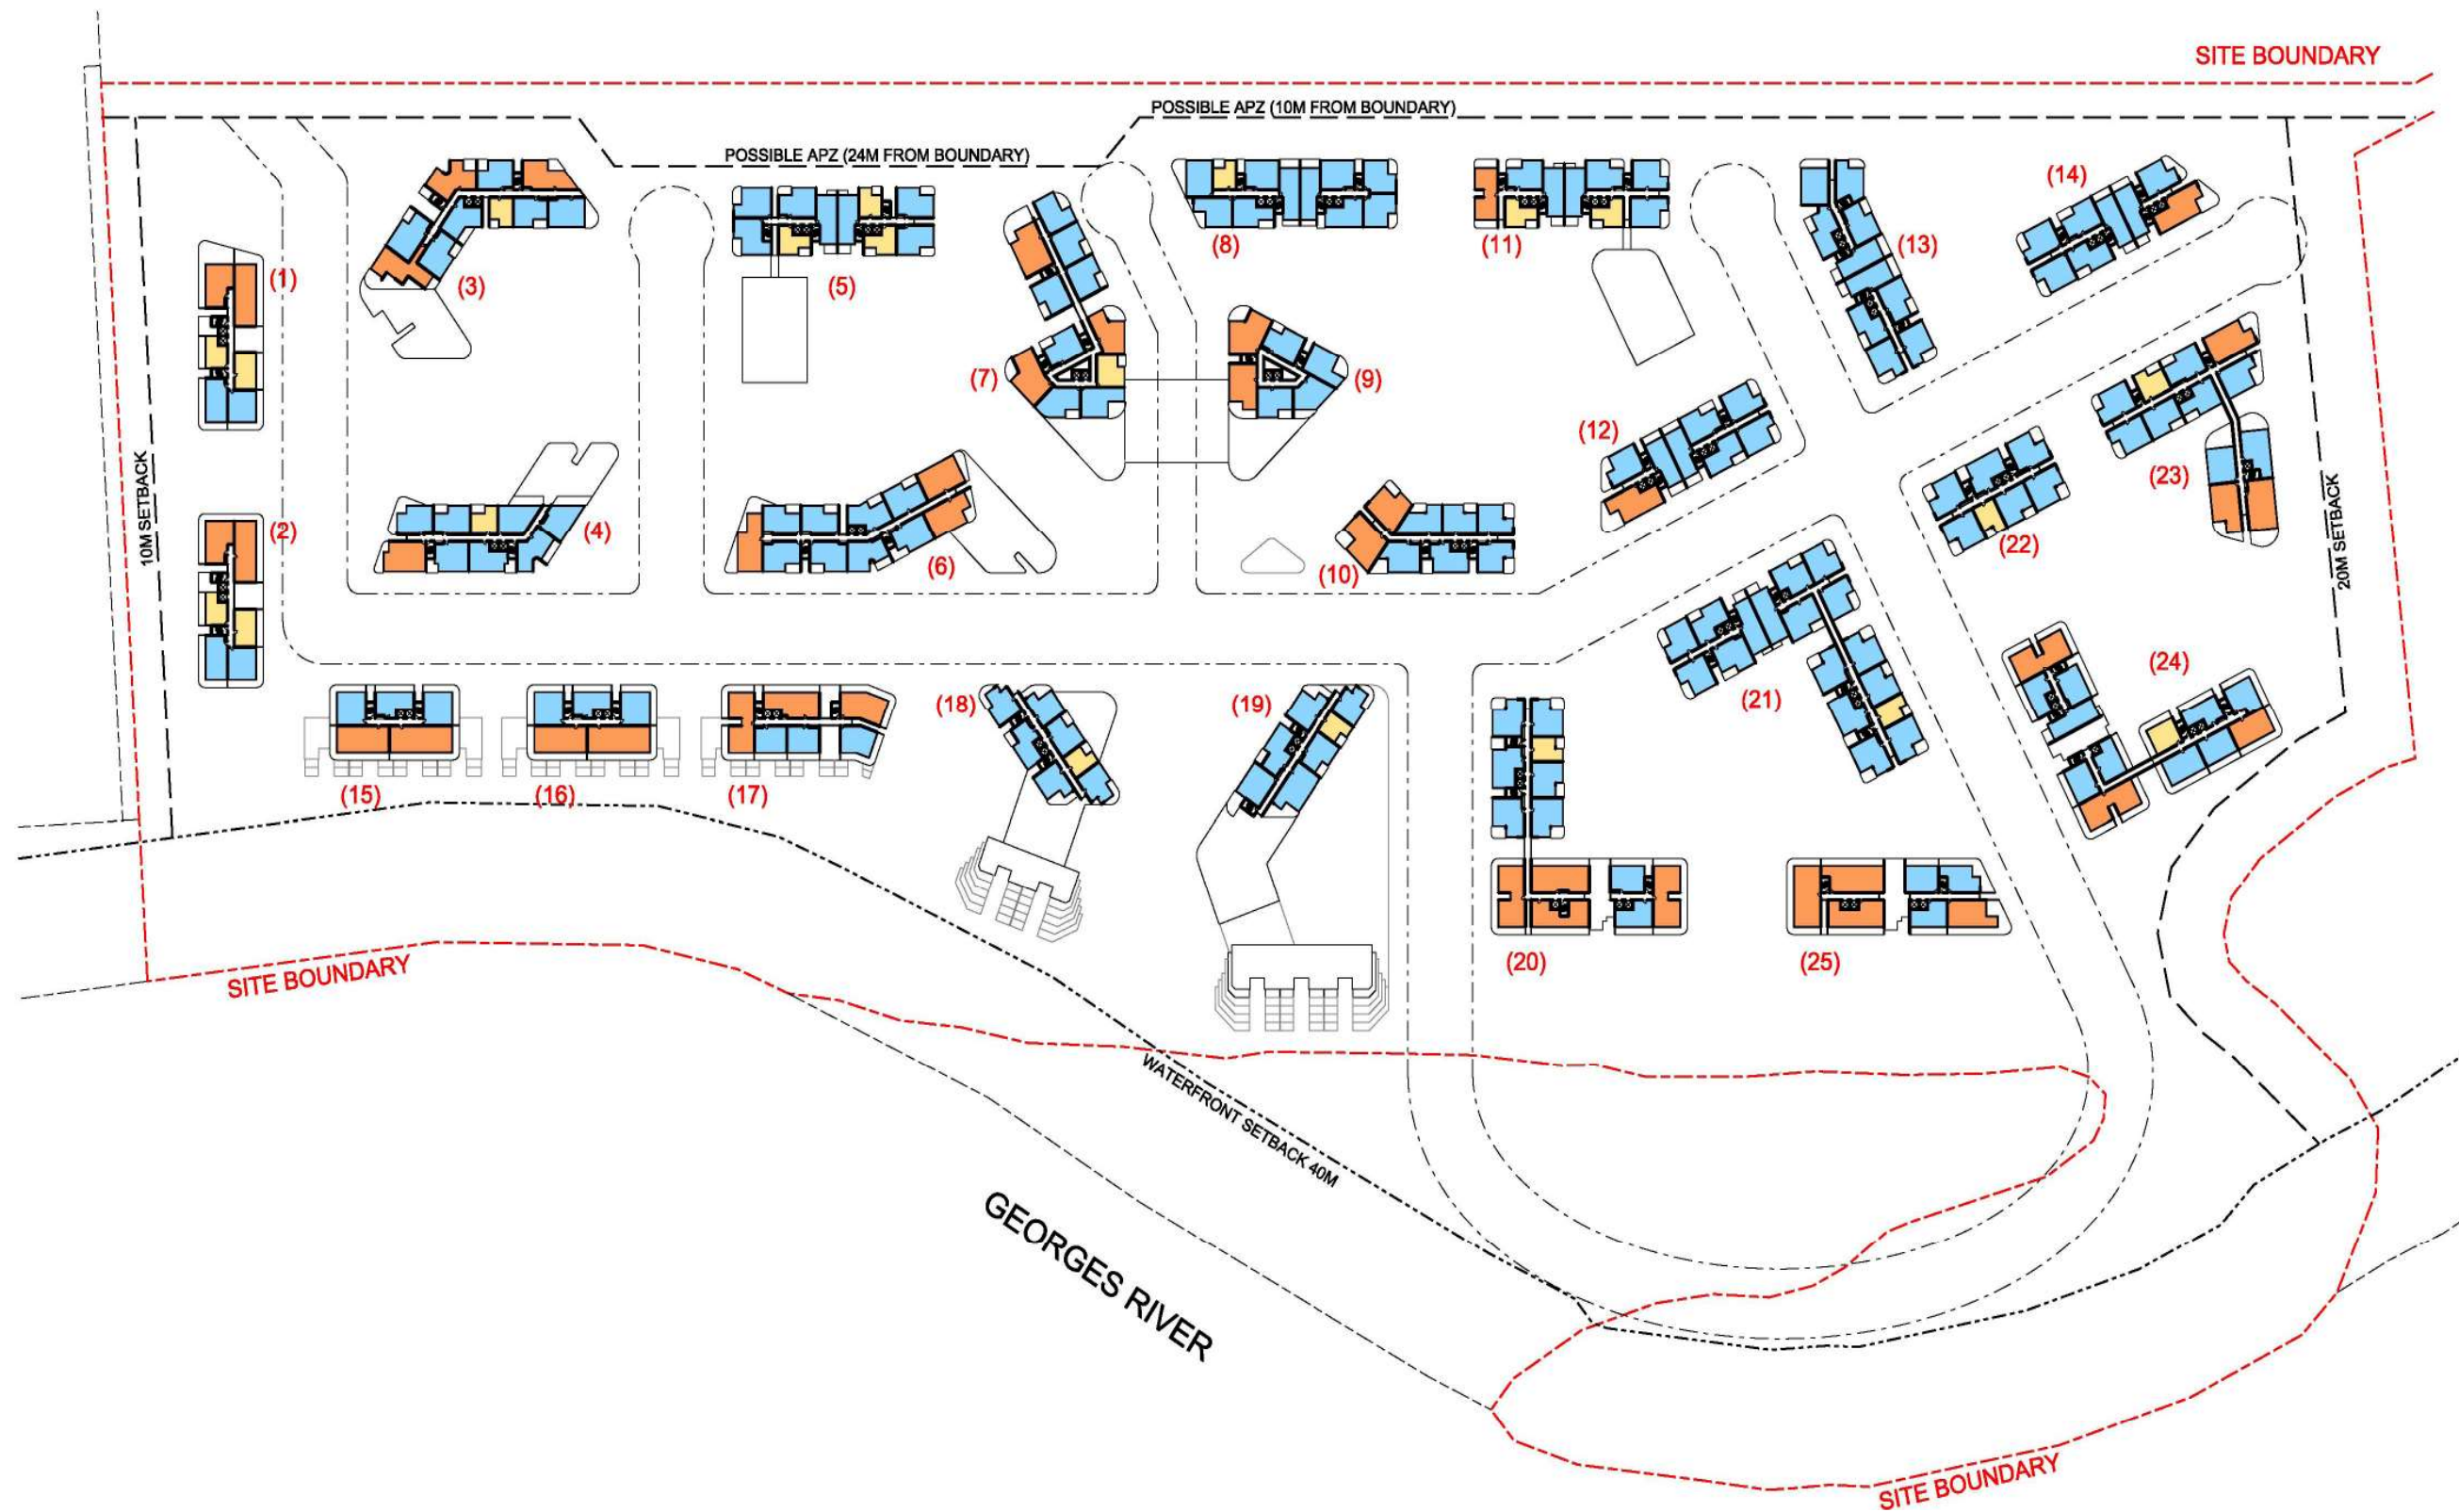 SITE BOUNDARY
POSSIBLE APZ (10M FROM BOUNDARY)
POSSIBLE APZ (24M FROM BOUNDARY)
(14)
(8)
(11)
(13)
(1)
(3)
(5)
(7)
(9)
(12)
10M SETBACK
(23)
20M SETBACK
(2)
(4)
(6)
(10)
(22)
(24)
(18)
(19)
(21)
(15)
(16)
(17)
(20)
(25)
SITE BOUNDARY
WATERFRONT SETBACK 40M
GEORGES RIVER
SITE BOUNDARY